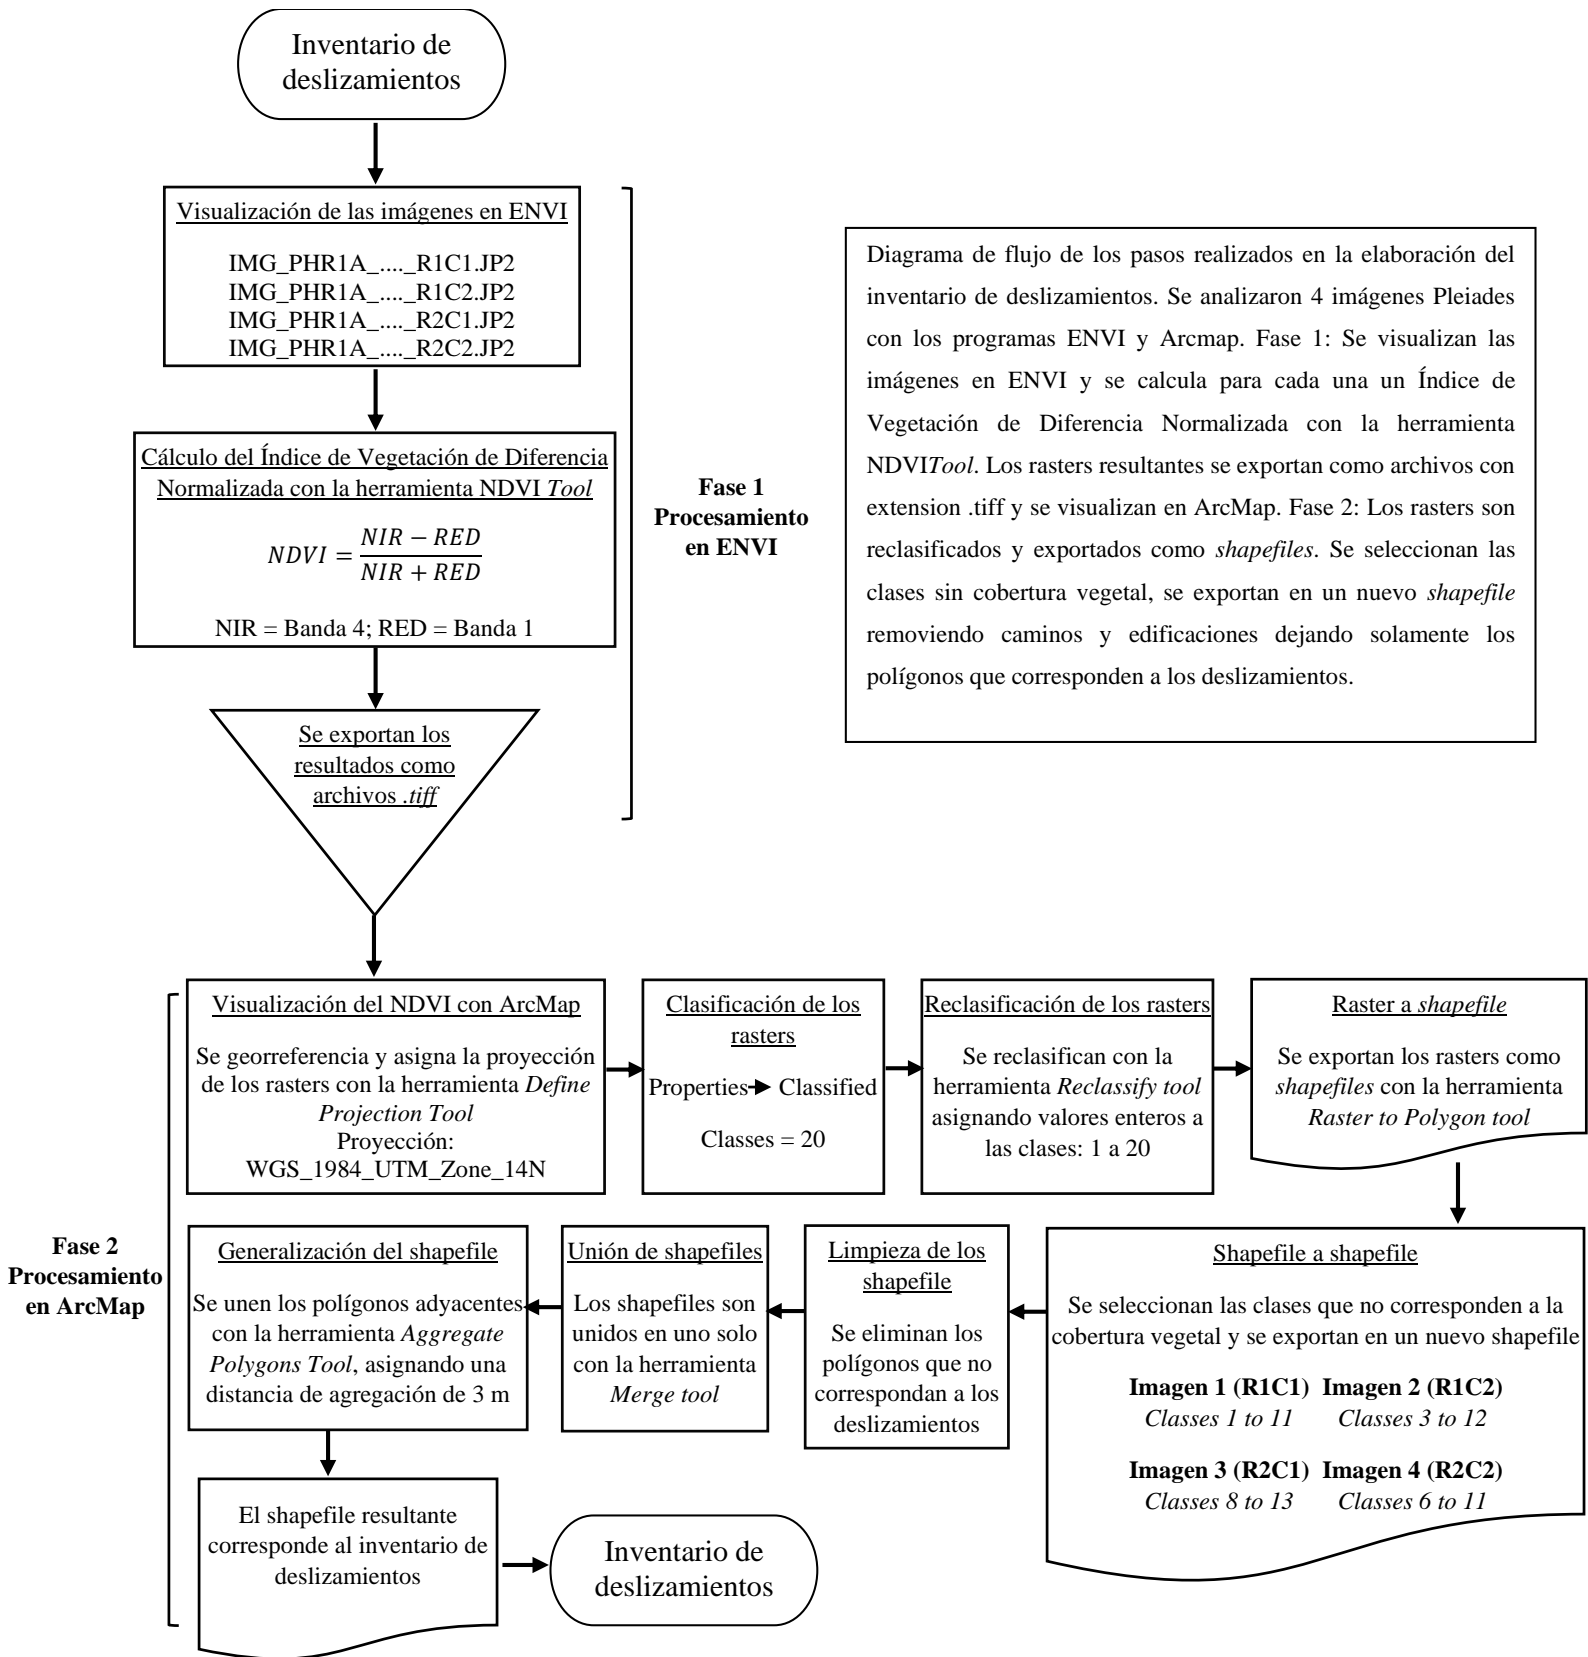 Inventario de
deslizamientos
Visualización de las imágenes en ENVI
IMG_PHR1A_...._R1C1.JP2
IMG_PHR1A_...._R1C2.JP2
IMG_PHR1A_...._R2C1.JP2
IMG_PHR1A_...._R2C2.JP2
Cálculo del Índice de Vegetación de Diferencia
Normalizada con la herramienta NDVI Tool
NDVI = (NIR − RED) / (NIR + RED)
NIR = Banda 4; RED = Banda 1
Se exportan los
resultados como
archivos .tiff
Fase 1
Procesamiento
en ENVI
Diagrama de flujo de los pasos realizados en la elaboración del
inventario de deslizamientos. Se analizaron 4 imágenes Pleiades
con los programas ENVI y Arcmap. Fase 1: Se visualizan las
imágenes en ENVI y se calcula para cada una un Índice de
Vegetación de Diferencia Normalizada con la herramienta
NDVITool. Los rasters resultantes se exportan como archivos con
extension .tiff y se visualizan en ArcMap. Fase 2: Los rasters son
reclasificados y exportados como shapefiles. Se seleccionan las
clases sin cobertura vegetal, se exportan en un nuevo shapefile
removiendo caminos y edificaciones dejando solamente los
polígonos que corresponden a los deslizamientos.
Visualización del NDVI con ArcMap
Se georreferencia y asigna la proyección
de los rasters con la herramienta Define
Projection Tool
Proyección:
WGS_1984_UTM_Zone_14N
Clasificación de los
rasters
Properties Classified
Classes = 20
Reclasificación de los rasters
Se reclasifican con la
herramienta Reclassify tool
asignando valores enteros a
las clases: 1 a 20
Raster a shapefile
Se exportan los rasters como
shapefiles con la herramienta
Raster to Polygon tool
Shapefile a shapefile
Se seleccionan las clases que no corresponden a la
cobertura vegetal y se exportan en un nuevo shapefile
Imagen 1 (R1C1) Imagen 2 (R1C2)
Classes 1 to 11 Classes 3 to 12
Imagen 3 (R2C1) Imagen 4 (R2C2)
Classes 8 to 13 Classes 6 to 11
Limpieza de los
shapefile
Se eliminan los
polígonos que no
correspondan a los
deslizamientos
Unión de shapefiles
Los shapefiles son
unidos en uno solo
con la herramienta
Merge tool
Generalización del shapefile
Se unen los polígonos adyacentes
con la herramienta Aggregate
Polygons Tool, asignando una
distancia de agregación de 3 m
Fase 2
Procesamiento
en ArcMap
El shapefile resultante
corresponde al inventario de
deslizamientos
Inventario de
deslizamientos